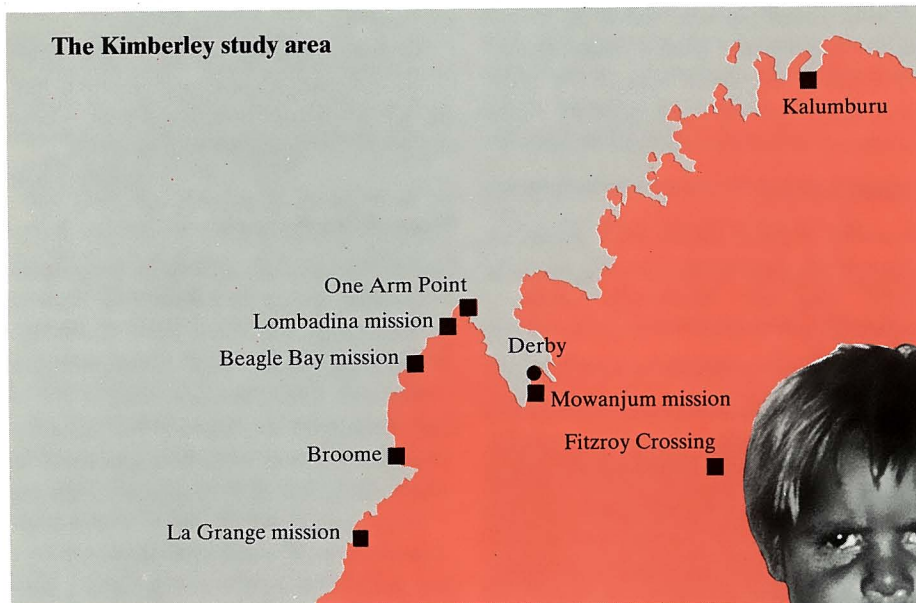 The Kimberley study area
Kalumburu
One Arm Point
Lombadina mission
Derby
Beagle Bay mission
Mowanjum mission
Fitzroy Crossing
Broome
La Grange mission